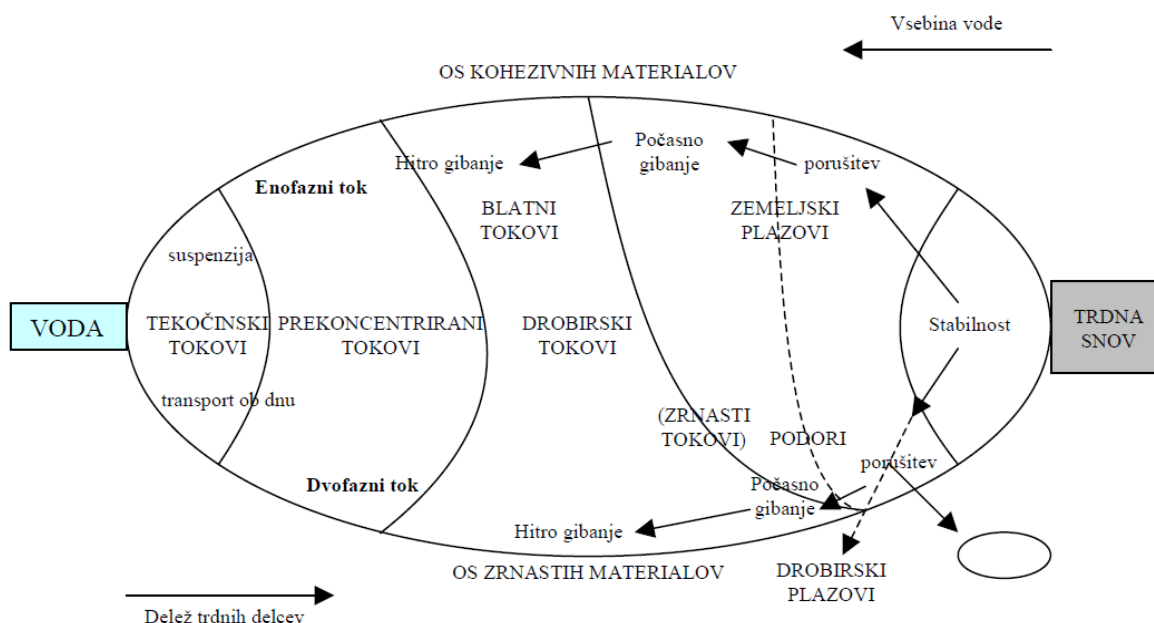 Vsebina vode
OS KOHEZIVNIH MATERIALOV
Počasno
gibanje
Hitro gibanje
porušitev
Enofazni tok
BLATNI
TOKOVI
ZEMELJSKI
PLAZOVI
suspenzija
VODA
TEKOČINSKI
TOKOVI
PREKONCENTRIRANI
TOKOVI
DROBIRSKI
TOKOVI
Stabilnost
TRDNA
SNOV
transport ob dnu
(ZRNASTI
TOKOVI)
PODORI
porušitev
Dvofazni tok
Počasno
gibanje
Hitro gibanje
OS ZRNASTIH MATERIALOV
DROBIRSKI
PLAZOVI
Delež trdnih delcev